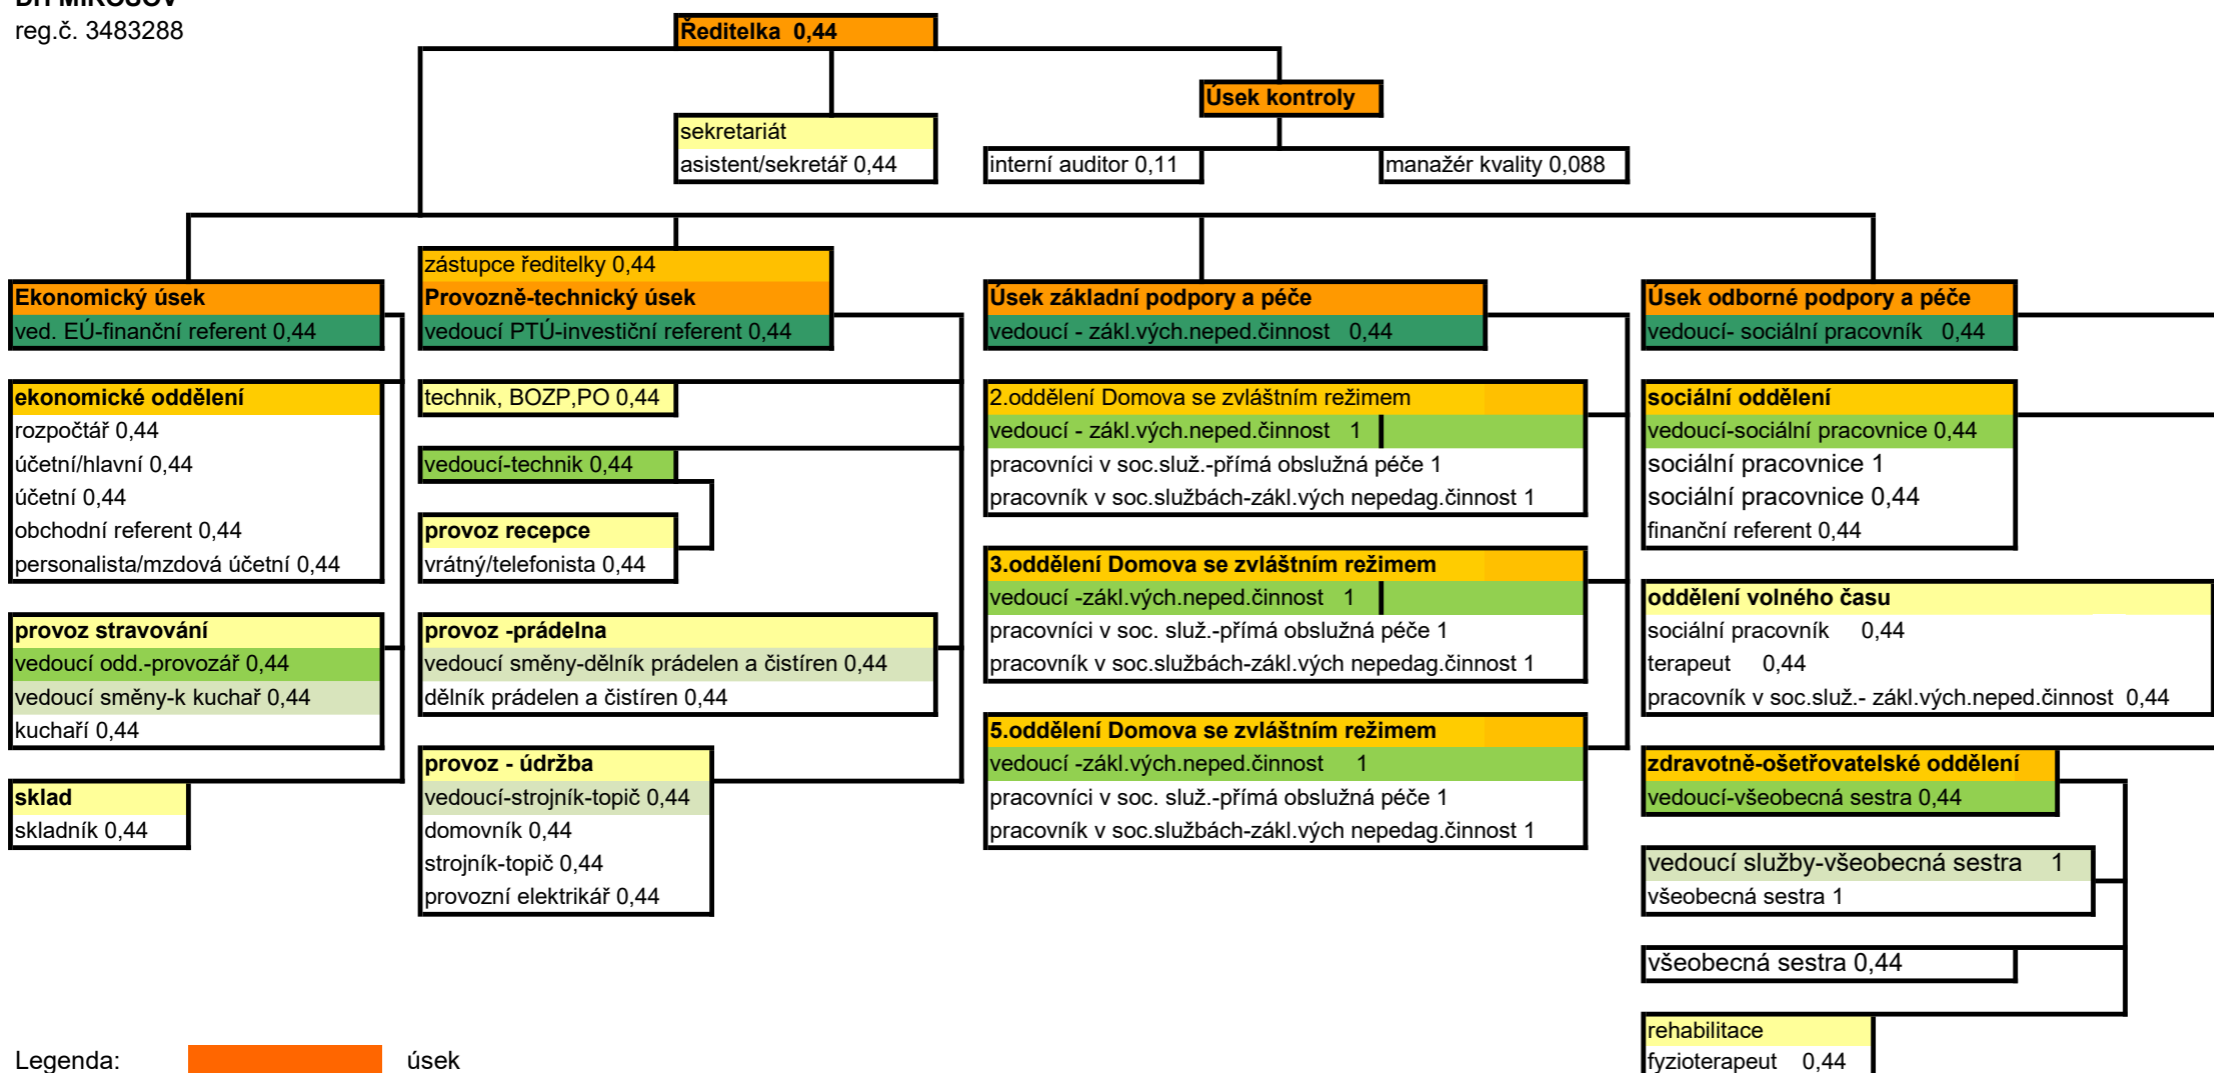 reg.č. 3483288
Ředitelka 0,44
Úsek kontroly
sekretariát
asistent/sekretář 0,44
interní auditor 0,11
manažér kvality 0,088
Ekonomický úsek
ved. EÚ-finanční referent 0,44
ekonomické oddělení
rozpočtář 0,44
účetní/hlavní 0,44
účetní 0,44
obchodní referent 0,44
personalista/mzdová účetní 0,44
provoz stravování
vedoucí odd.-provozář 0,44
vedoucí směny-k kuchař 0,44
kuchaří 0,44
sklad
skladník 0,44
zástupce ředitelky 0,44
Provozně-technický úsek
vedoucí PTÚ-investiční referent 0,44
technik, BOZP,PO 0,44
vedoucí-technik 0,44
provoz recepce
vrátný/telefonista 0,44
provoz -prádelna
vedoucí směny-dělník prádelen a čistíren 0,44
dělník prádelen a čistíren 0,44
provoz - údržba
vedoucí-strojník-topič 0,44
domovník 0,44
strojník-topič 0,44
provozní elektrikář 0,44
Úsek základní podpory a péče
vedoucí - zákl.vých.neped.činnost 0,44
2.oddělení Domova se zvláštním režimem
vedoucí - zákl.vých.neped.činnost 1
pracovníci v soc.služ.-přímá obslužná péče 1
pracovník v soc.službách-zákl.vých nepedag.činnost 1
3.oddělení Domova se zvláštním režimem
vedoucí -zákl.vých.neped.činnost 1
pracovníci v soc. služ.-přímá obslužná péče 1
pracovník v soc.službách-zákl.vých nepedag.činnost 1
5.oddělení Domova se zvláštním režimem
vedoucí -zákl.vých.neped.činnost 1
pracovníci v soc. služ.-přímá obslužná péče 1
pracovník v soc.službách-zákl.vých nepedag.činnost 1
Úsek odborné podpory a péče
vedoucí- sociální pracovník 0,44
sociální oddělení
vedoucí-sociální pracovnice 0,44
sociální pracovnice 1
sociální pracovnice 0,44
finanční referent 0,44
oddělení volného času
sociální pracovník 0,44
terapeut 0,44
pracovník v soc.služ.- zákl.vých.neped.činnost 0,44
zdravotně-ošetřovatelské oddělení
vedoucí-všeobecná sestra 0,44
vedoucí služby-všeobecná sestra 1
všeobecná sestra 1
všeobecná sestra 0,44
rehabilitace
fyzioterapeut 0,44
Legenda:
úsek